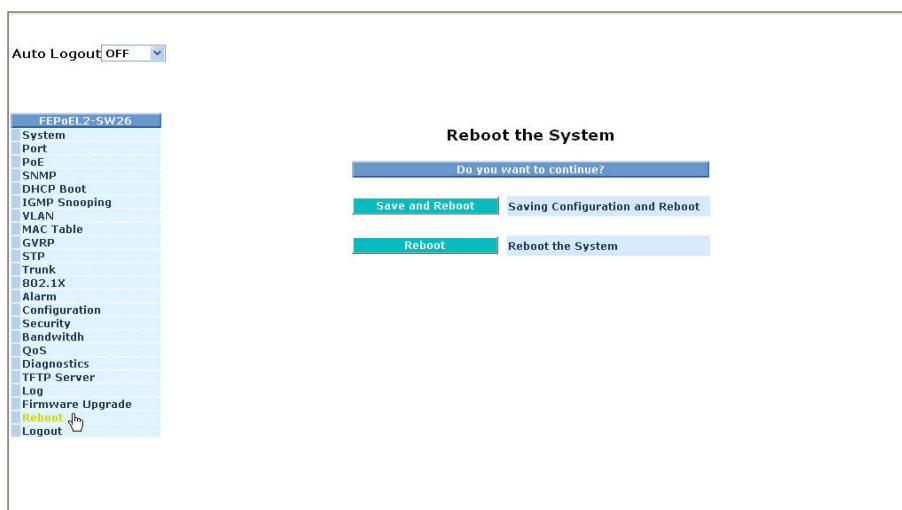 Auto Logout OFF
FEPoEL2-SW26
System
Port
PoE
SNMP
DHCP Boot
IGMP Snooping
VLAN
MAC Table
GVRP
STP
Trunk
802.1X
Alarm
Configuration
Security
Bandwitdh
QoS
Diagnostics
TFTP Server
Log
Firmware Upgrade
Reboot
Logout
Reboot the System
Do you want to continue?
Save and Reboot Saving Configuration and Reboot
Reboot Reboot the System